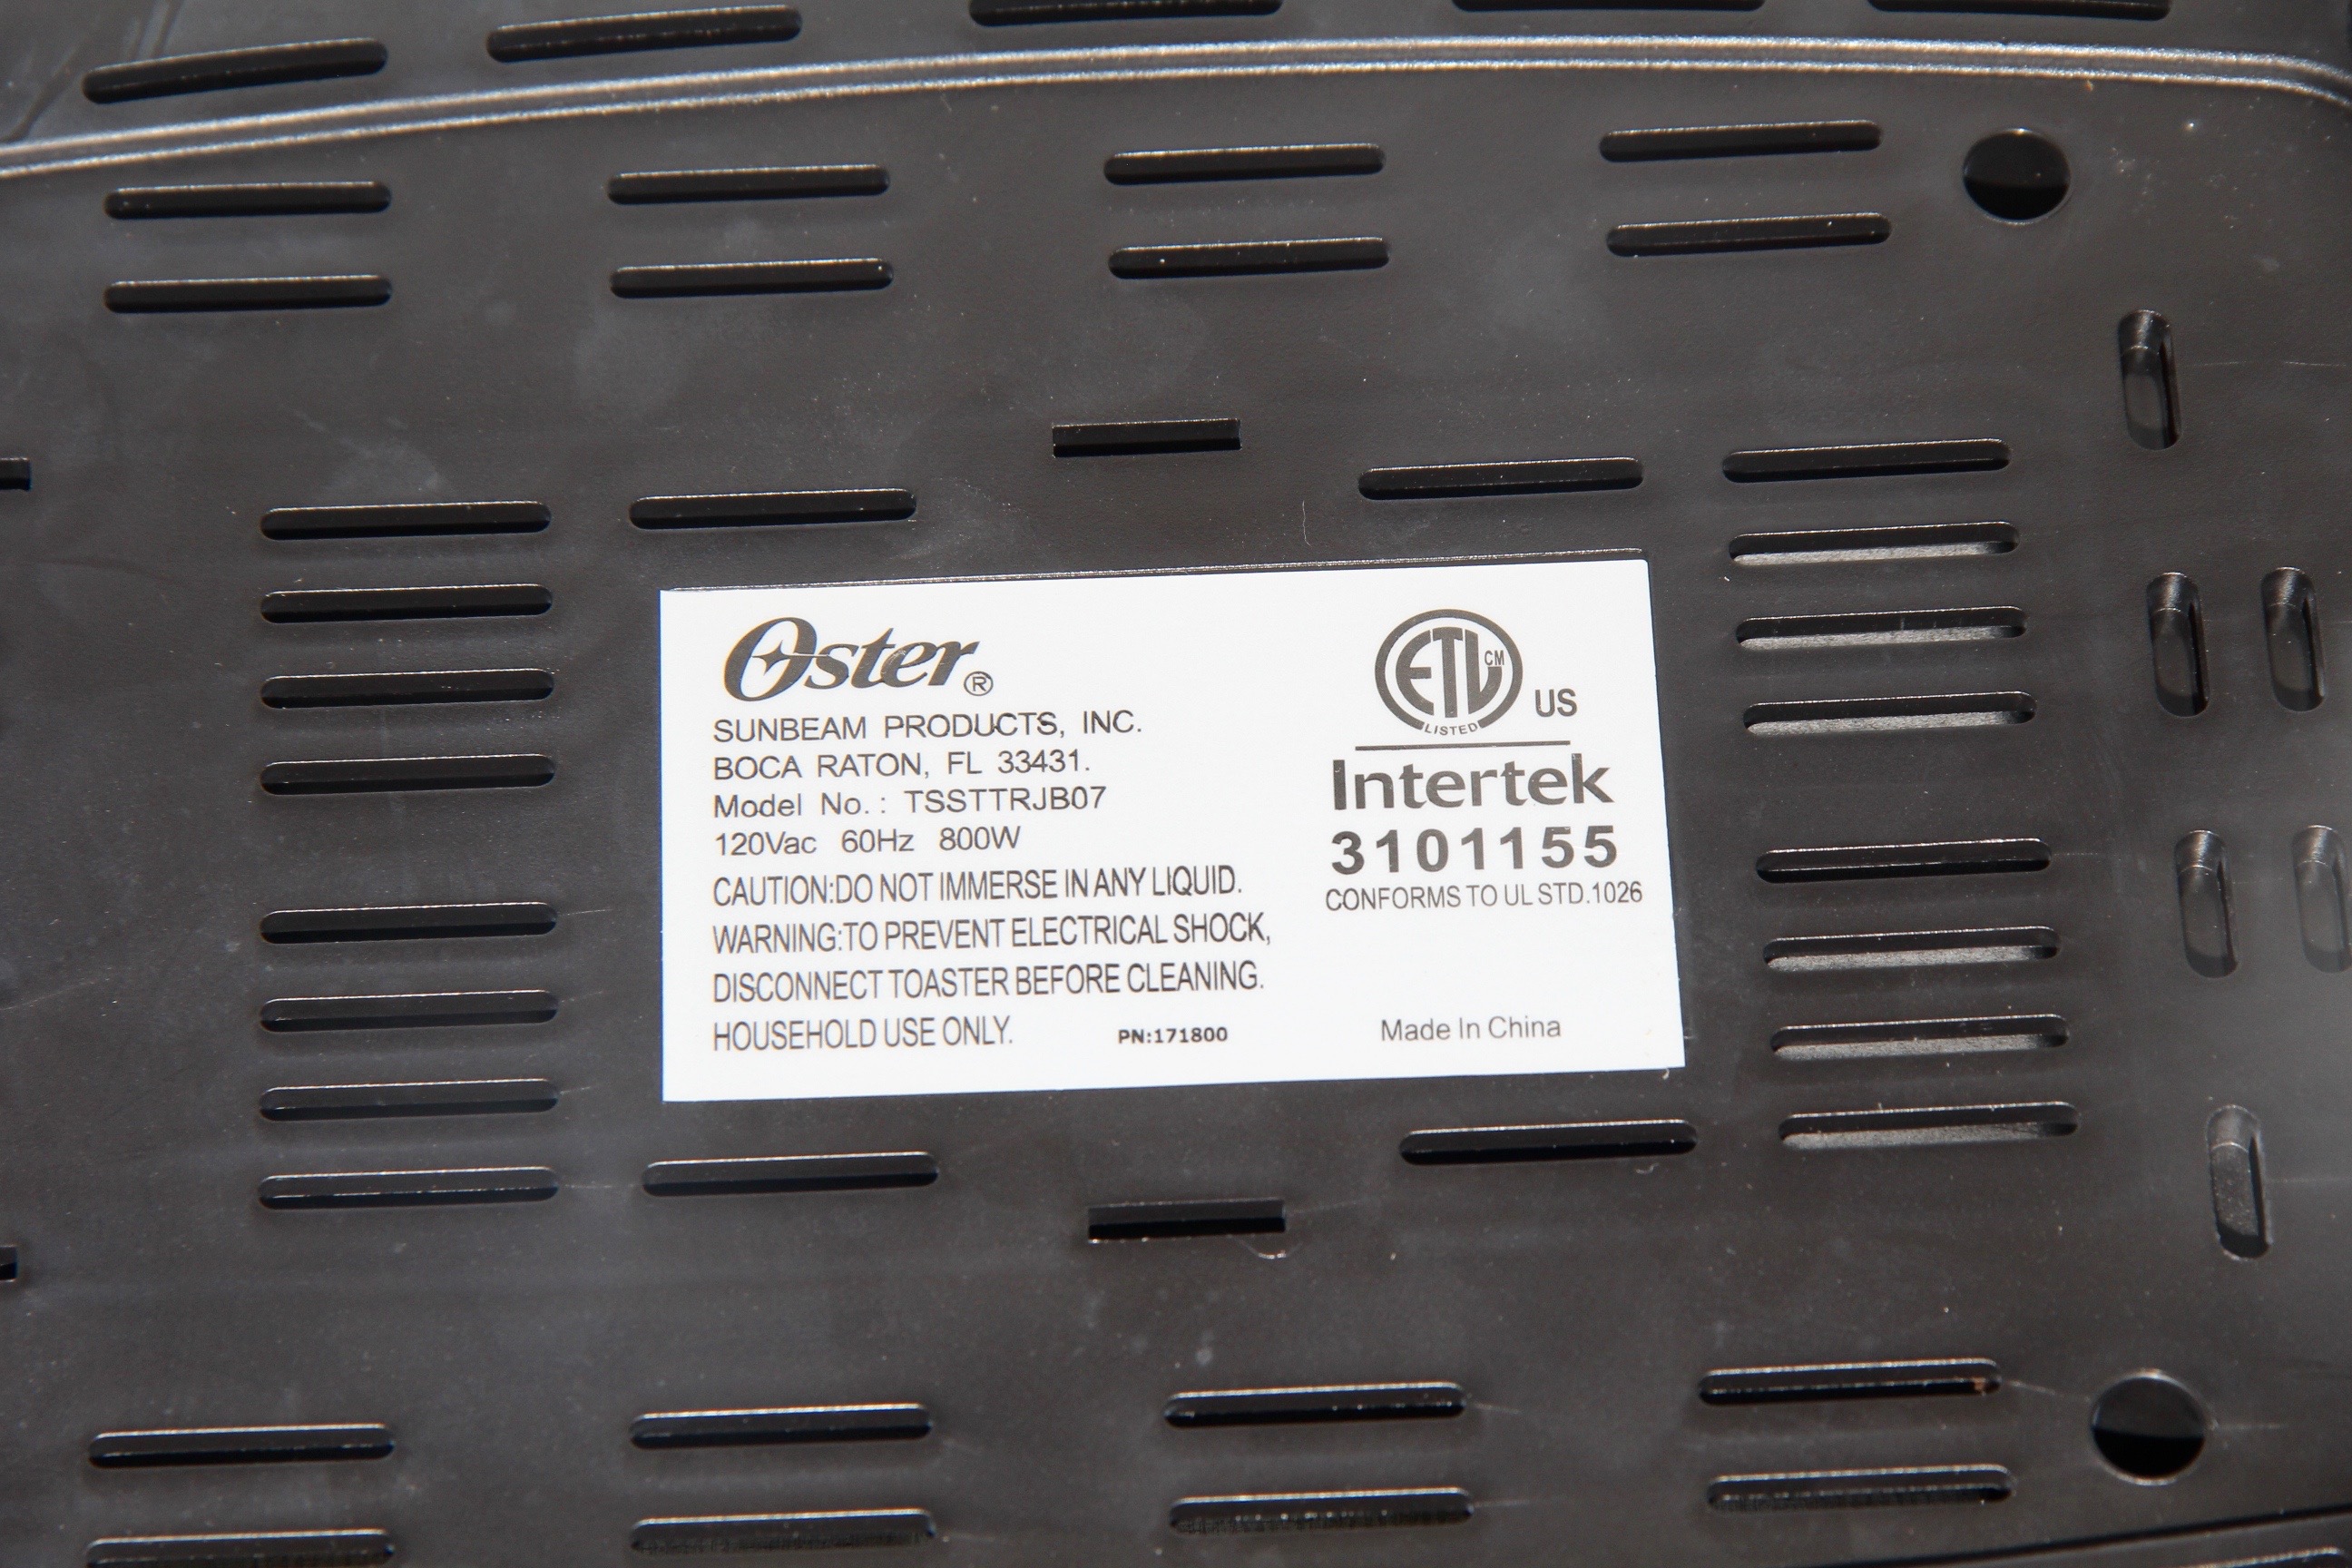 Oster®
SUNBEAM PRODUCTS, INC.
BOCA RATON, FL 33431.
Model No.: TSSTTRJB07
120Vac 60Hz 800W
CAUTION:DO NOT IMMERSE IN ANY LIQUID.
WARNING:TO PREVENT ELECTRICAL SHOCK,
DISCONNECT TOASTER BEFORE CLEANING.
HOUSEHOLD USE ONLY.
PN:171800
ETL CM
LISTED
US
Intertek
3101155
CONFORMS TO UL STD.1026
Made In China